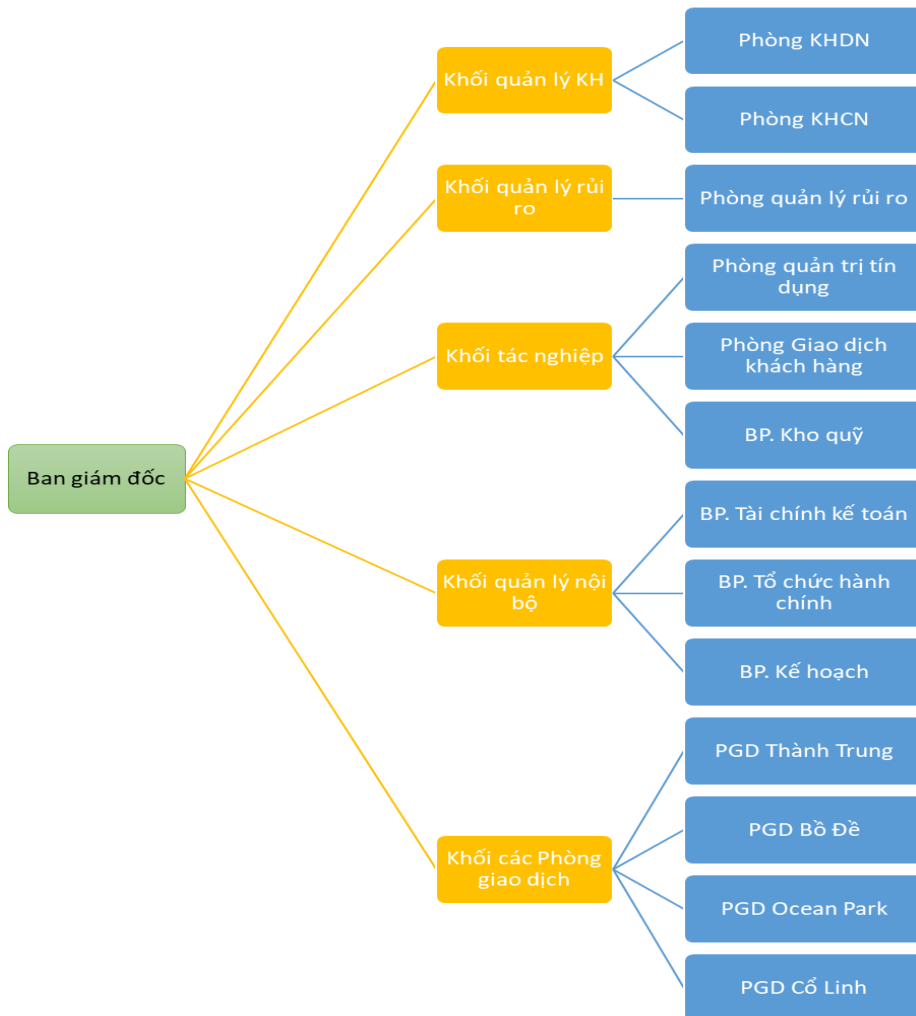 Ban giám đốc
Khối quản lý KH
Phòng KHDN
Phòng KHCN
Khối quản lý rủi
ro
Phòng quản lý rủi ro
Khối tác nghiệp
Phòng quản trị tín
dụng
Phòng Giao dịch
khách hàng
BP. Kho quỹ
Khối quản lý nội
bộ
BP. Tài chính kế toán
BP. Tổ chức hành
chính
BP. Kế hoạch
Khối các Phòng
giao dịch
PGD Thành Trung
PGD Bồ Đề
PGD Ocean Park
PGD Cổ Linh